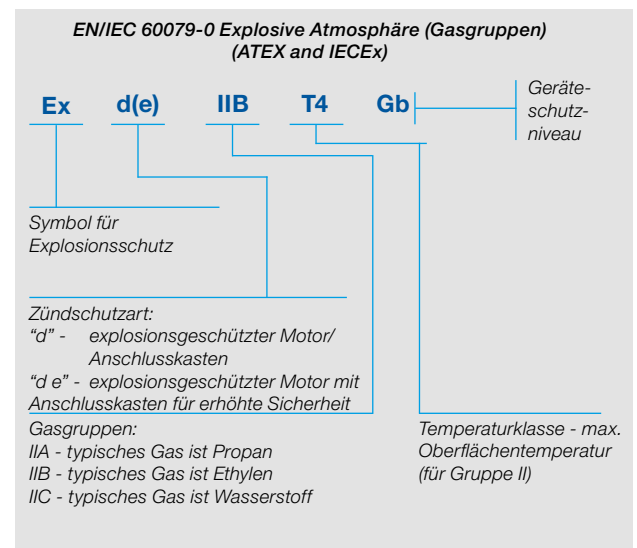 EN/IEC 60079-0 Explosive Atmosphäre (Gasgruppen)
(ATEX and IECEx)
Ex d(e) IIB T4 Gb
Geräte-
schutz-
niveau
Symbol für
Explosionsschutz
Zündschutzart:
“d” - explosionsgeschützter Motor/
Anschlusskasten
“d e” - explosionsgeschützter Motor mit
Anschlusskasten für erhöhte Sicherheit
Gasgruppen:
IIA - typisches Gas ist Propan
IIB - typisches Gas ist Ethylen
IIC - typisches Gas ist Wasserstoff
Temperaturklasse - max.
Oberflächentemperatur
(für Gruppe II)